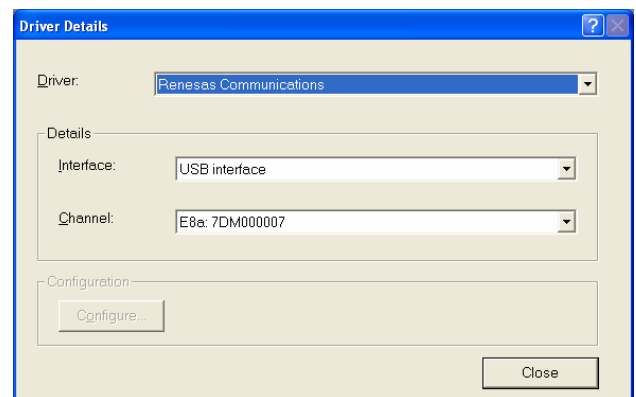 Driver Details
Driver:
Renesas Communications
Details
Interface:
USB interface
Channel:
E8a: 7DM000007
Configuration
Configure...
Close